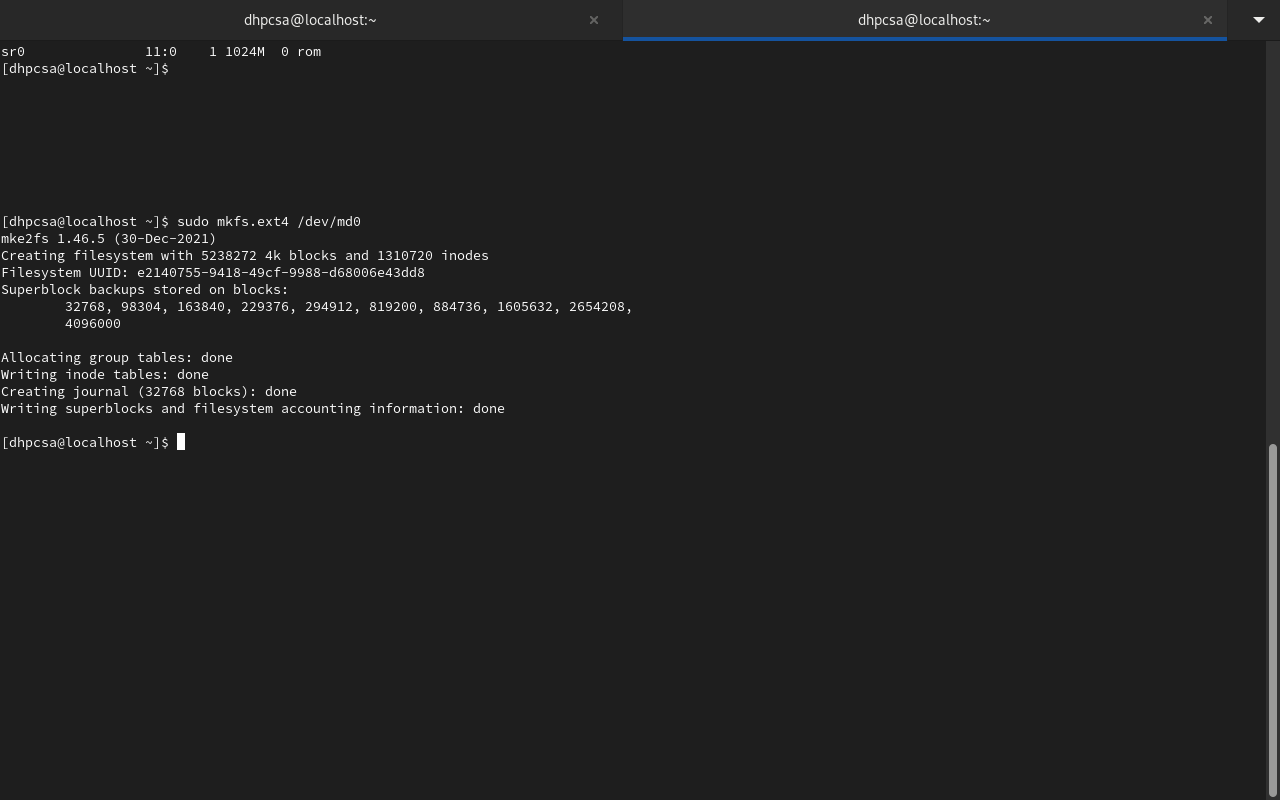 dhpcsa@localhost:~ × dhpcsa@localhost:~ ×
sr0               11:0    1 1024M  0 rom
[dhpcsa@localhost ~]$
[dhpcsa@localhost ~]$ sudo mkfs.ext4 /dev/md0
mke2fs 1.46.5 (30-Dec-2021)
Creating filesystem with 5238272 4k blocks and 1310720 inodes
Filesystem UUID: e2140755-9418-49cf-9988-d68006e43dd8
Superblock backups stored on blocks:
        32768, 98304, 163840, 229376, 294912, 819200, 884736, 1605632, 2654208,
        4096000
Allocating group tables: done
Writing inode tables: done
Creating journal (32768 blocks): done
Writing superblocks and filesystem accounting information: done
[dhpcsa@localhost ~]$